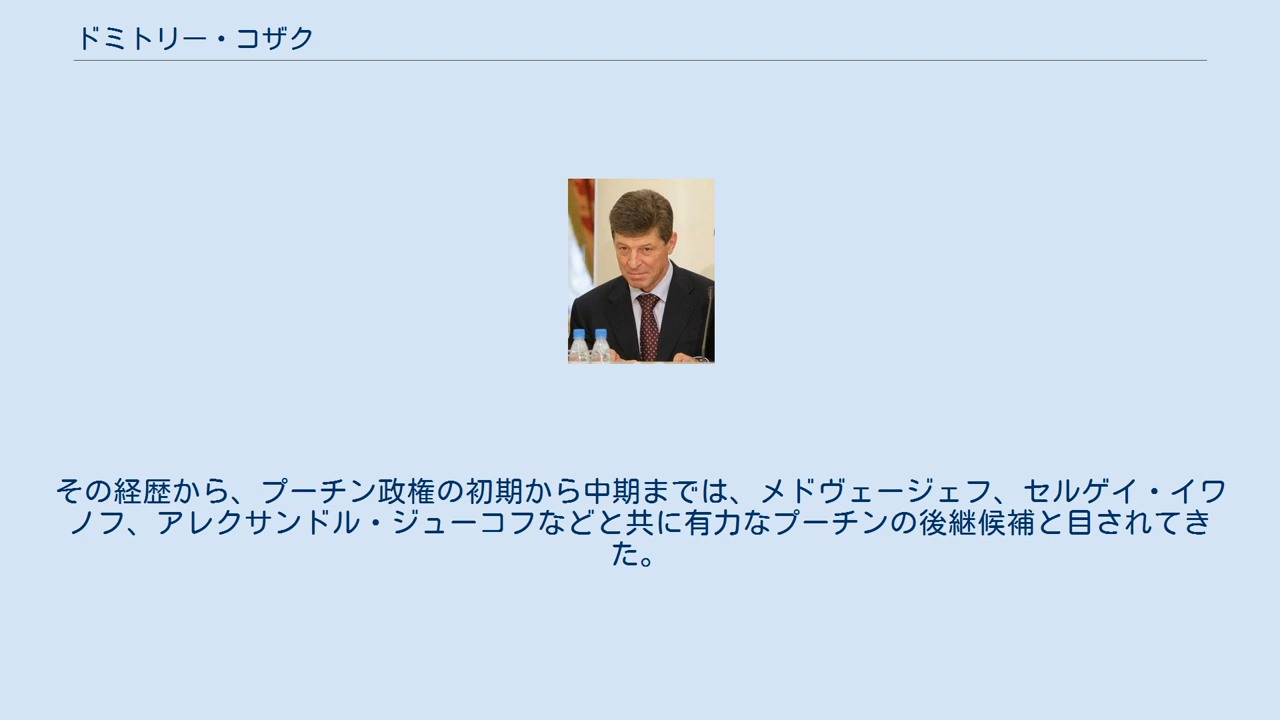 ドミトリー・コザク
その経歴から、プーチン政権の初期から中期までは、メドヴェージェフ、セルゲイ・イワ
ノフ、アレクサンドル・ジューコフなどと共に有力なプーチンの後継候補と目されてき
た。